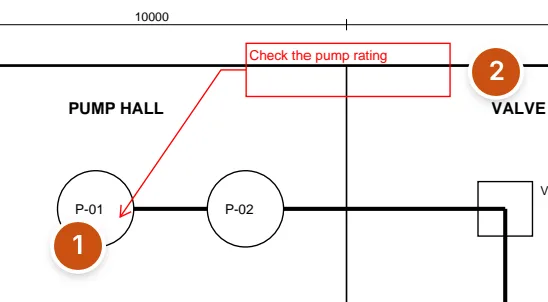 10000
Check the pump rating
2
PUMP HALL
VALVE
V
P-01
P-02
1